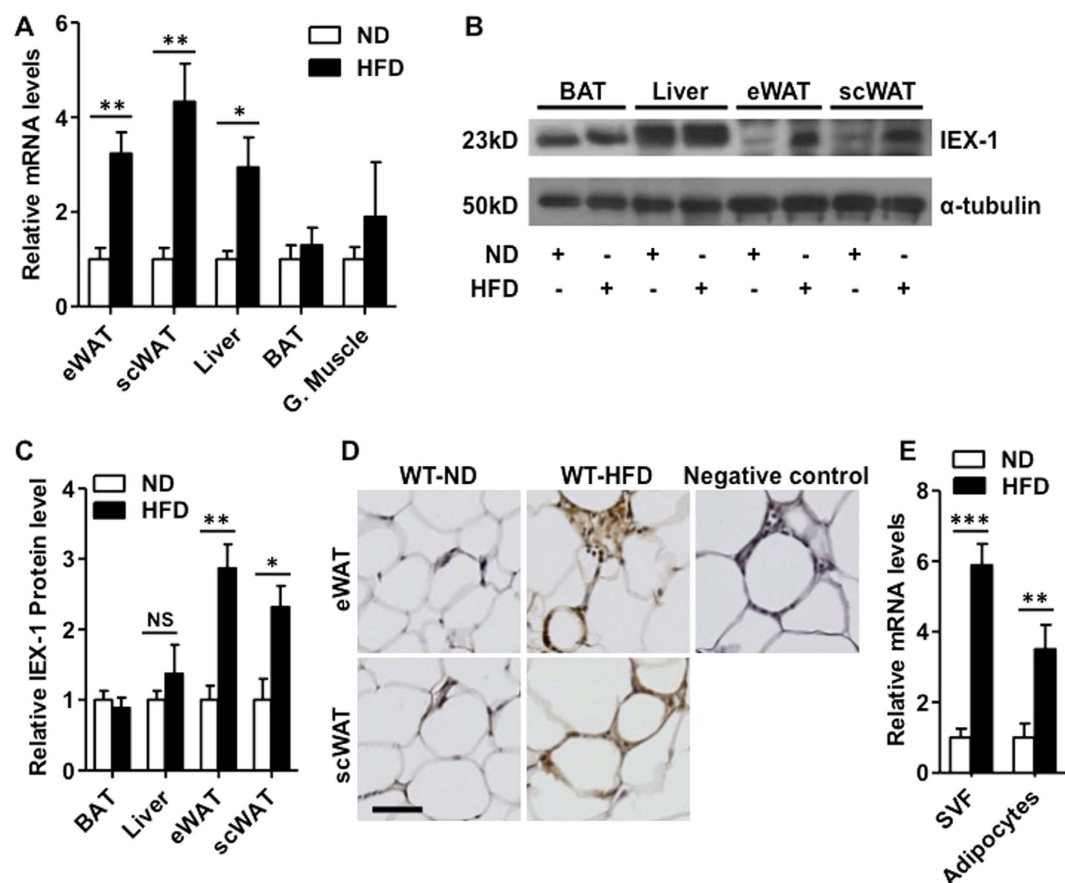 A
Relative mRNA levels
6
4
2
0
ND
HFD
**
**
*
eWAT
scWAT
Liver
BAT
G. Muscle
B
BAT Liver eWAT scWAT
23kD IEX-1
50kD α-tubulin
ND + - + - + - + -
HFD - + - + - + - +
C
Relative IEX-1 Protein level
4
3
2
1
0
ND
HFD
NS
**
*
BAT
Liver
eWAT
scWAT
D
WT-ND WT-HFD Negative control
eWAT
scWAT
E
ND
HFD
Relative mRNA levels
8
6
4
2
0
***
**
SVF
Adipocytes